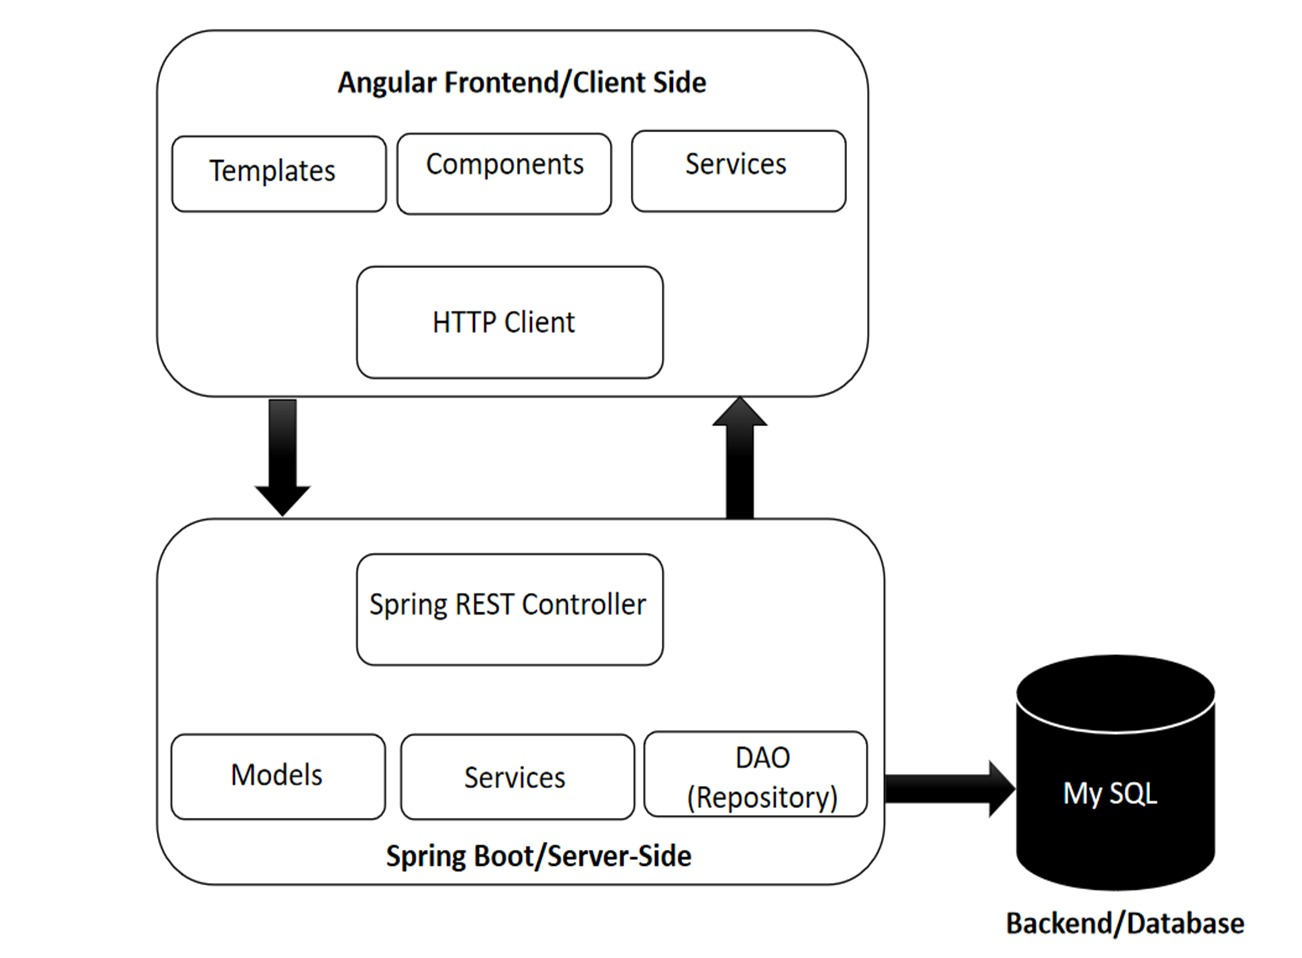 Angular Frontend/Client Side
Templates
Components
Services
HTTP Client
Spring REST Controller
Models
Services
DAO
(Repository)
Spring Boot/Server-Side
My SQL
Backend/Database